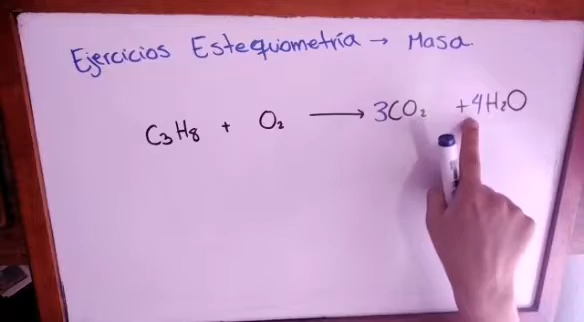 Ejercicios Estequiometría → Masa.
C₃H₈ + O₂ ⟶ 3CO₂ + 4H₂O